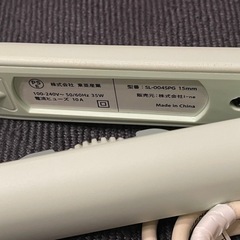 株式会社 東亜産業
100-240V~ 50/60Hz 35W
電流ヒューズ 10A
型番: SL-004SPG 15mm
販売元: 株式会社I-ne
Made in China